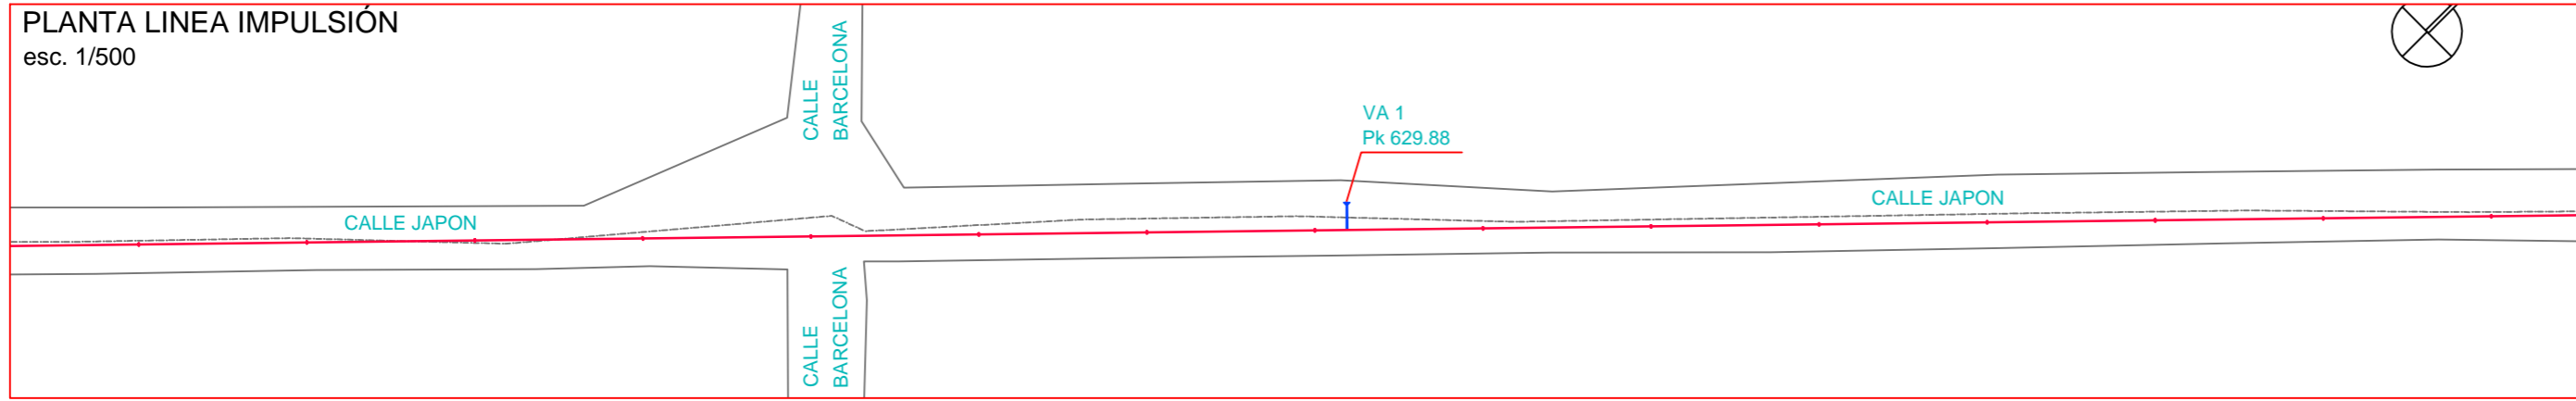 PLANTA LINEA IMPULSIÓN
esc. 1/500
CALLE
BARCELONA
VA 1
Pk 629.88
CALLE JAPON
CALLE JAPON
CALLE
BARCELONA